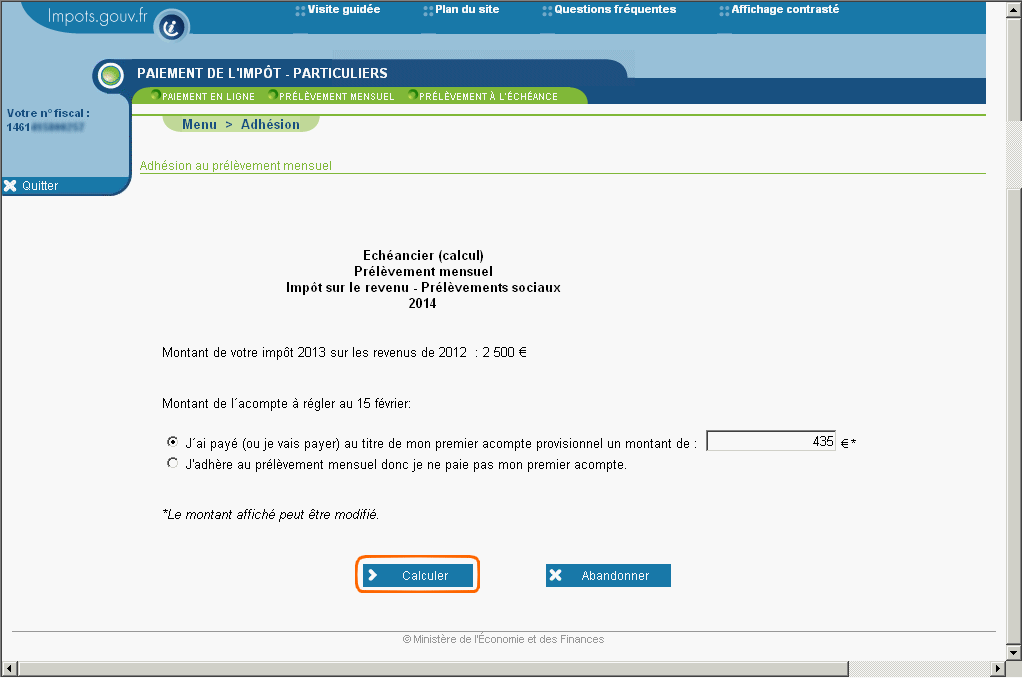 Impots.gouv.fr
Visite guidée
Plan du site
Questions fréquentes
Affichage contrasté
PAIEMENT DE L'IMPÔT - PARTICULIERS
PAIEMENT EN LIGNE
PRÉLÈVEMENT MENSUEL
PRÉLÈVEMENT À L'ÉCHÉANCE
Votre n° fiscal :
1461
Menu > Adhésion
Adhésion au prélèvement mensuel
Quitter
Echéancier (calcul)
Prélèvement mensuel
Impôt sur le revenu - Prélèvements sociaux
2014
Montant de votre impôt 2013 sur les revenus de 2012 : 2 500 €
Montant de l´acompte à régler au 15 février:
J´ai payé (ou je vais payer) au titre de mon premier acompte provisionnel un montant de : 435 €*
J'adhère au prélèvement mensuel donc je ne paie pas mon premier acompte.
*Le montant affiché peut être modifié.
Calculer
Abandonner
© Ministère de l'Économie et des Finances